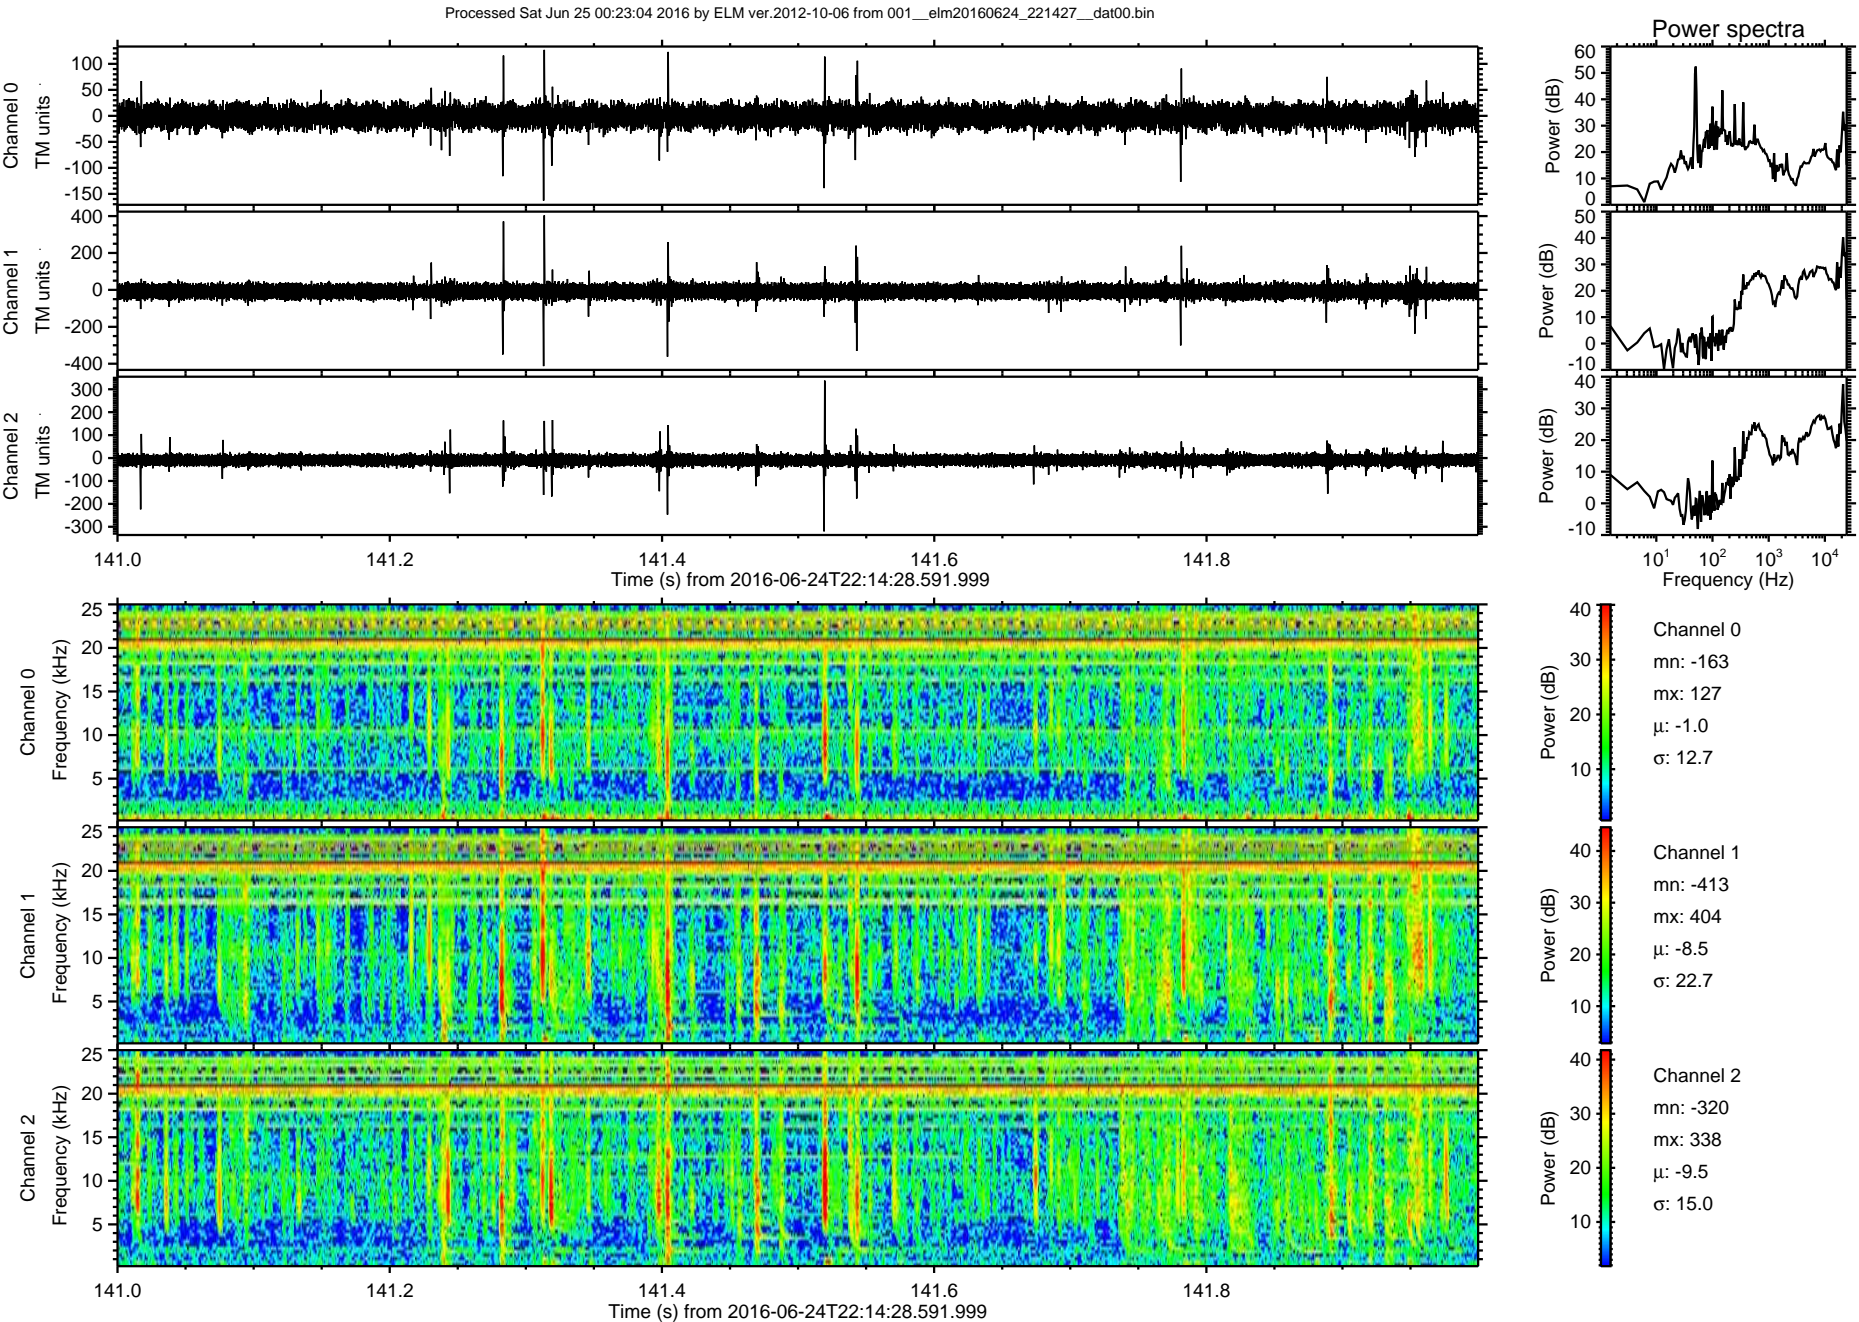 Processed Sat Jun 25 00:23:04 2016 by ELM ver.2012-10-06 from 001__elm20160624_221427__dat00.bin
Power spectra
Channel 0
TM units
100
50
0
-50
-100
-150
Power (dB)
60
50
40
30
20
10
0
Channel 1
TM units
400
200
0
-200
-400
Power (dB)
50
40
30
20
10
0
-10
Channel 2
TM units
300
200
100
0
-100
-200
-300
Power (dB)
40
30
20
10
0
-10
141.0 141.2 141.4 141.6 141.8
Time (s) from 2016-06-24T22:14:28.591.999
10¹ 10² 10³ 10⁴
Frequency (Hz)
Channel 0
Frequency (kHz)
25
20
15
10
5
Power (dB)
40
30
20
10
Channel 0
mn: -163
mx: 127
μ: -1.0
σ: 12.7
Channel 1
Frequency (kHz)
25
20
15
10
5
Power (dB)
40
30
20
10
Channel 1
mn: -413
mx: 404
μ: -8.5
σ: 22.7
Channel 2
Frequency (kHz)
25
20
15
10
5
Power (dB)
40
30
20
10
Channel 2
mn: -320
mx: 338
μ: -9.5
σ: 15.0
141.0 141.2 141.4 141.6 141.8
Time (s) from 2016-06-24T22:14:28.591.999